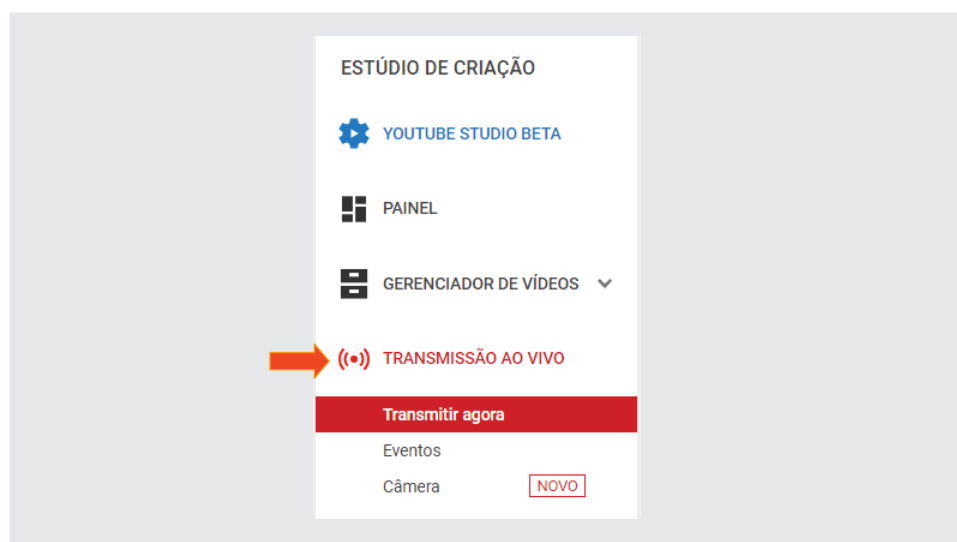 ESTÚDIO DE CRIAÇÃO
YOUTUBE STUDIO BETA
PAINEL
GERENCIADOR DE VÍDEOS
TRANSMISSÃO AO VIVO
Transmitir agora
Eventos
Câmera NOVO